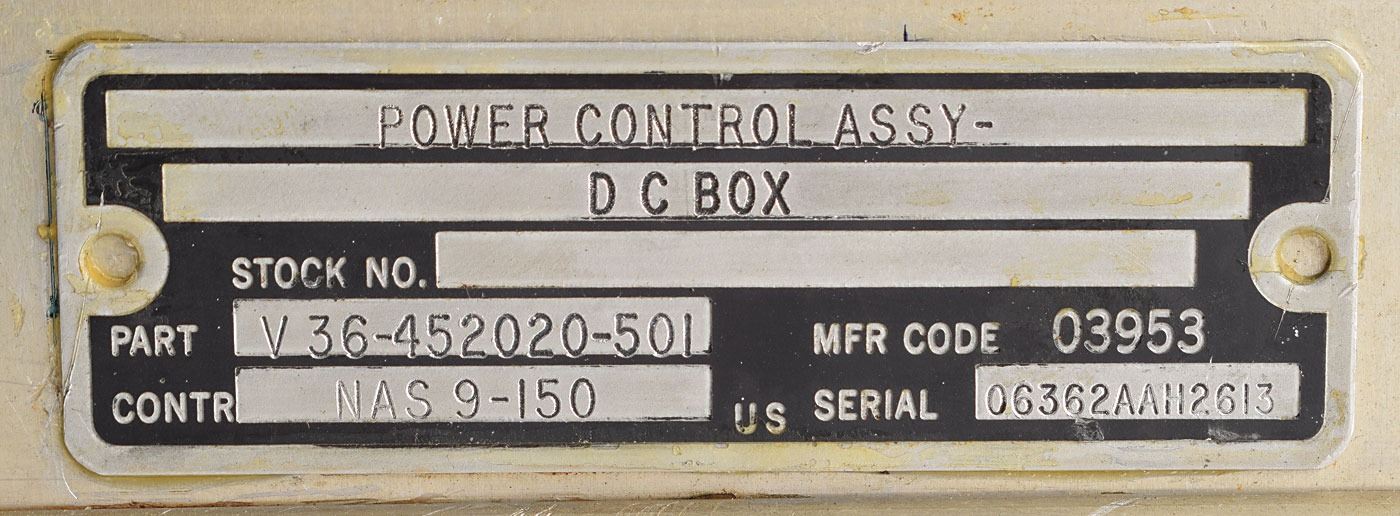 POWER CONTROL ASSY-
D C BOX
STOCK NO.
PART V 36-452020-501 MFR CODE 03953
CONTR NAS 9-150 US SERIAL 06362AAH2613